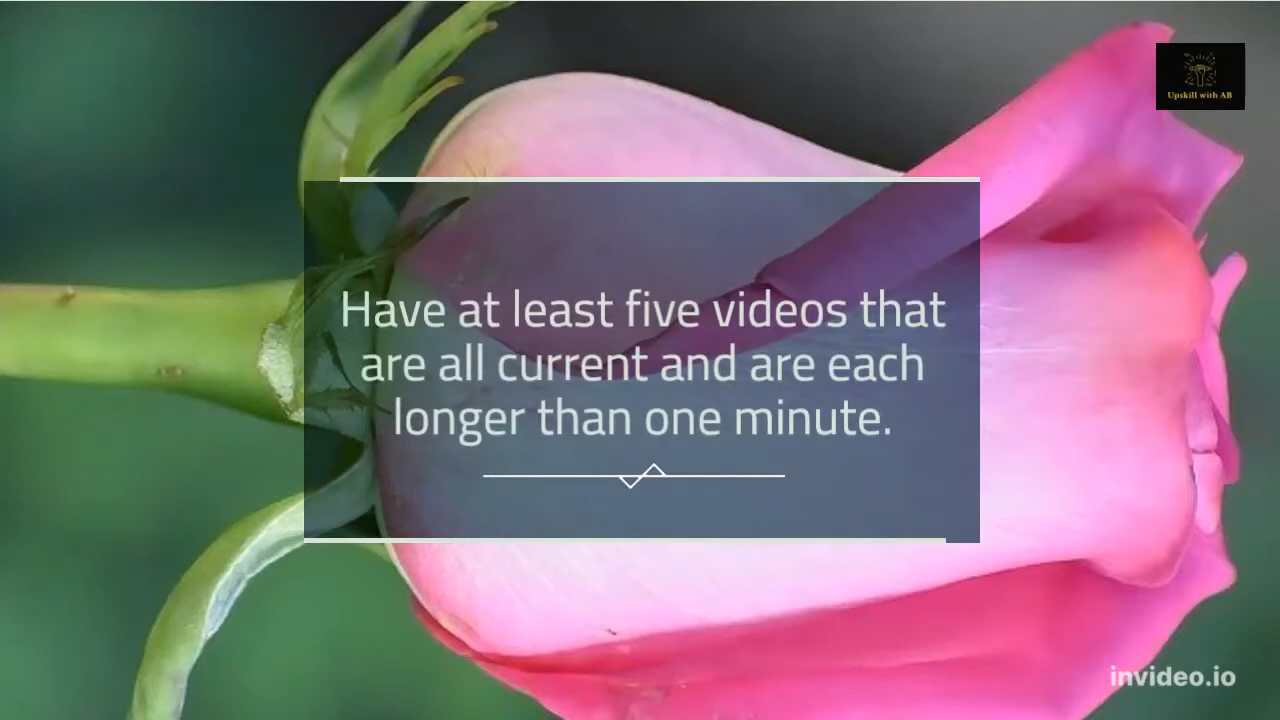 Upskill with AB
Have at least five videos that
are all current and are each
longer than one minute.
invideo.io